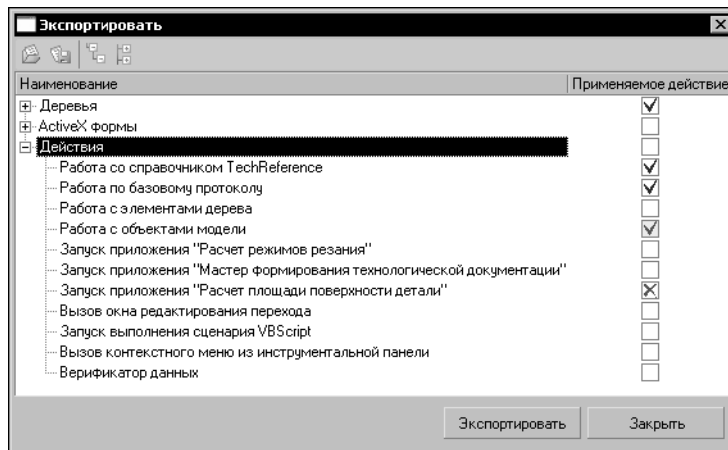 Экспортировать
Наименование Применяемое действие
Деревья
ActiveX формы
Действия
Работа со справочником TechReference
Работа по базовому протоколу
Работа с элементами дерева
Работа с объектами модели
Запуск приложения "Расчет режимов резания"
Запуск приложения "Мастер формирования технологической документации"
Запуск приложения "Расчет площади поверхности детали"
Вызов окна редактирования перехода
Запуск выполнения сценария VBScript
Вызов контекстного меню из инструментальной панели
Верификатор данных
Экспортировать Закрыть